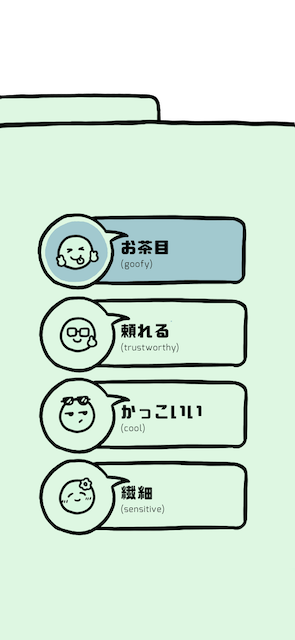 お茶目
(goofy)
頼れる
(trustworthy)
かっこいい
(cool)
繊細
(sensitive)